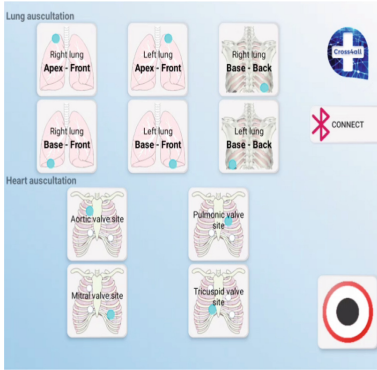 Lung auscultation
Right lung
Apex - Front
Left lung
Apex - Front
Right lung
Base - Back
Cross4all
Right lung
Base - Front
Left lung
Base - Front
Left lung
Base - Back
CONNECT
Heart auscultation
Aortic valve site
Pulmonic valve
site
Mitral valve site
Tricuspid valve
site